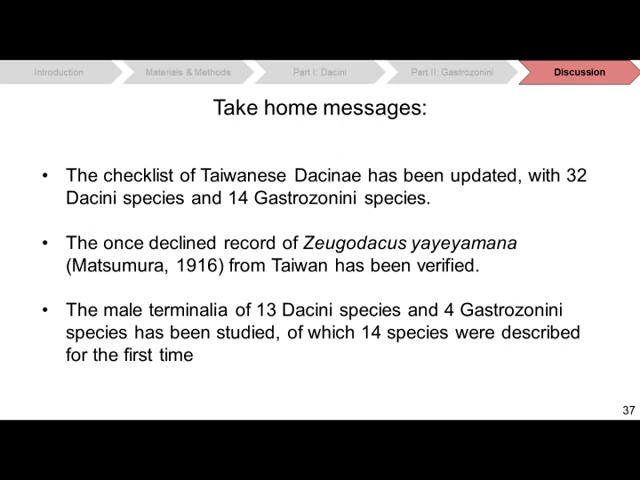 Introduction
Materials & Methods
Part I: Dacini
Part II: Gastrozonini
Discussion
Take home messages:
• The checklist of Taiwanese Dacinae has been updated, with 32
Dacini species and 14 Gastrozonini species.
• The once declined record of Zeugodacus yayeyamana
(Matsumura, 1916) from Taiwan has been verified.
• The male terminalia of 13 Dacini species and 4 Gastrozonini
species has been studied, of which 14 species were described
for the first time
37